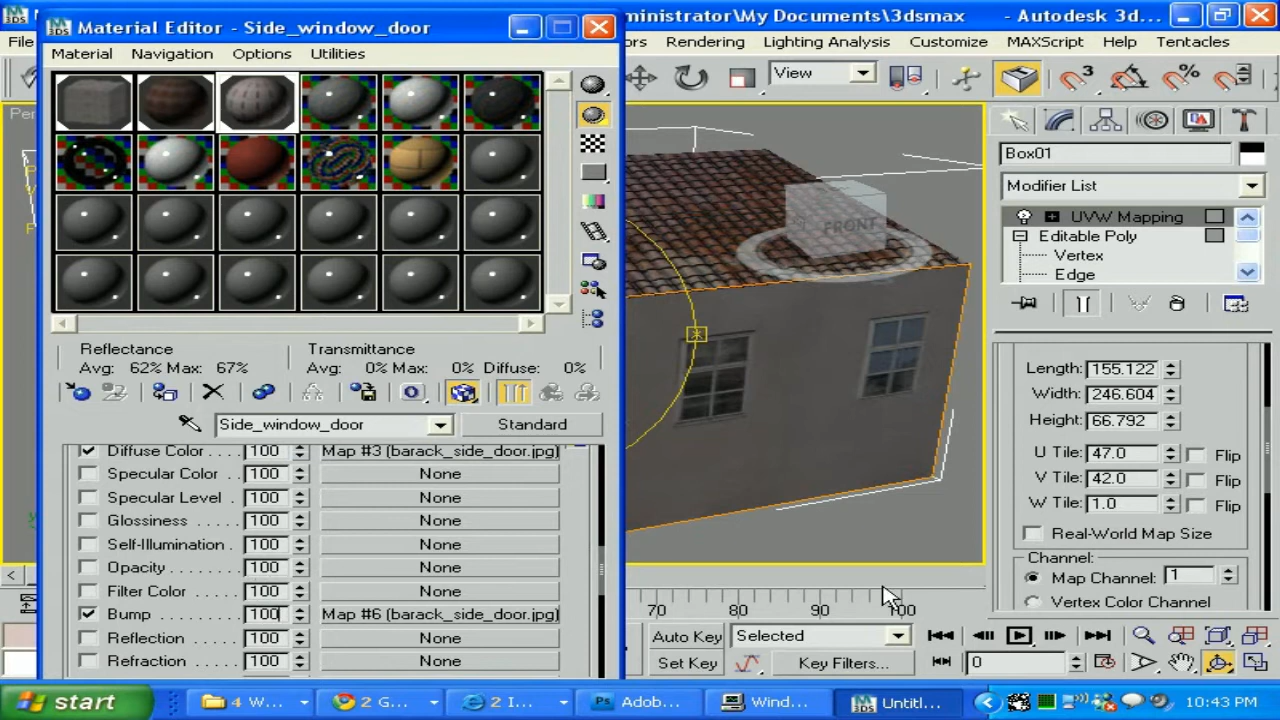 Material Editor - Side_window_door
ministrator\My Documents\3dsmax - Autodesk 3d...
Material Navigation Options Utilities
File
ors Rendering Lighting Analysis Customize MAXScript Help Tentacles
View
3
%
Per
FRONT
Box01
Modifier List
UVW Mapping
Editable Poly
Vertex
Edge
Reflectance Transmittance
Avg: 62% Max: 67% Avg: 0% Max: 0% Diffuse: 0%
Side_window_door Standard
Diffuse Color 100 Map #3 (barack_side_door.jpg)
Specular Color 100 None
Specular Level 100 None
Glossiness 100 None
Self-Illumination 100 None
Opacity 100 None
Filter Color 100 None
Bump 100 Map #6 (barack_side_door.jpg)
Reflection 100 None
Refraction 100 None
Length: 155.122
Width: 246.604
Height: 66.792
U Tile: 47.0 Flip
V Tile: 42.0 Flip
W Tile: 1.0 Flip
Real-World Map Size
Channel:
Map Channel: 1
Vertex Color Channel
70 80 90 100
Auto Key Selected
Set Key Key Filters... 0
start 4 W... 2 G... 2 I... Adob... Wind... Untitl... 10:43 PM